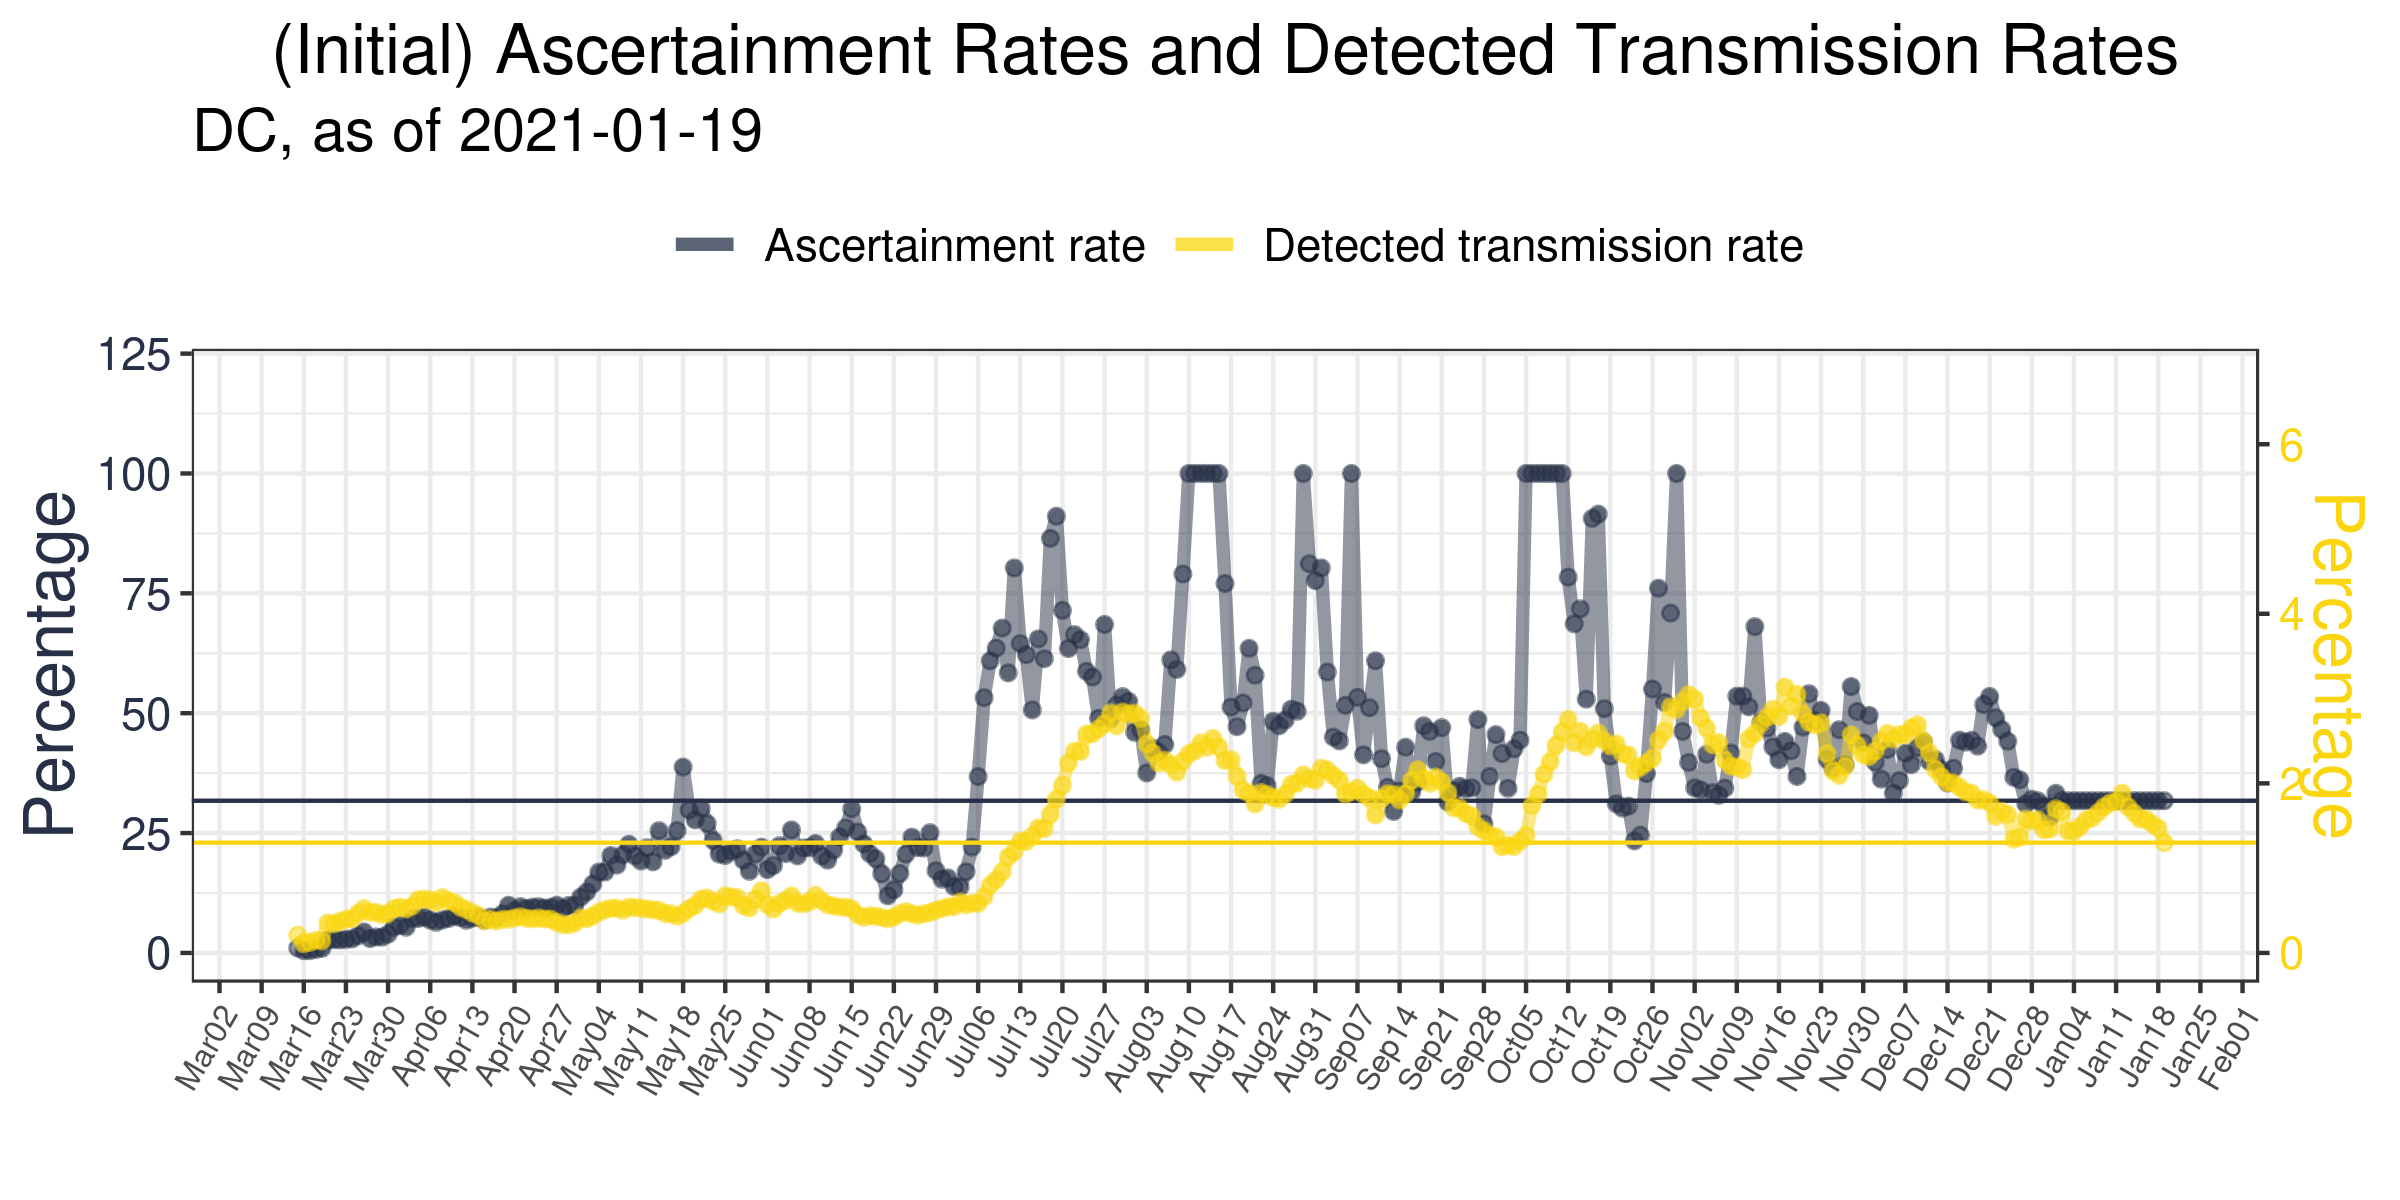 (Initial) Ascertainment Rates and Detected Transmission Rates
DC, as of 2021-01-19
Ascertainment rate
Detected transmission rate
Percentage
125
100
75
50
25
0
6
4
2
0
Percentage
Mar02
Mar09
Mar16
Mar23
Mar30
Apr06
Apr13
Apr20
Apr27
May04
May11
May18
May25
Jun01
Jun08
Jun15
Jun22
Jun29
Jul06
Jul13
Jul20
Jul27
Aug03
Aug10
Aug17
Aug24
Aug31
Sep07
Sep14
Sep21
Sep28
Oct05
Oct12
Oct19
Oct26
Nov02
Nov09
Nov16
Nov23
Nov30
Dec07
Dec14
Dec21
Dec28
Jan04
Jan11
Jan18
Jan25
Feb01